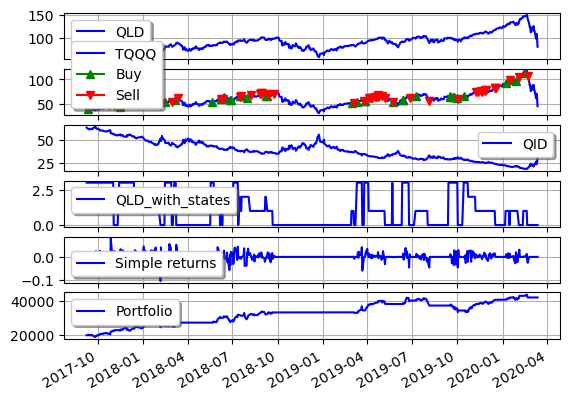 150
100
QLD
TQQQ
100
50
Buy
Sell
50
25
QID
2.5
0.0
QLD_with_states
0.0
−0.1
Simple returns
40000
20000
Portfolio
2017-10
2018-01
2018-04
2018-07
2018-10
2019-01
2019-04
2019-07
2019-10
2020-01
2020-04